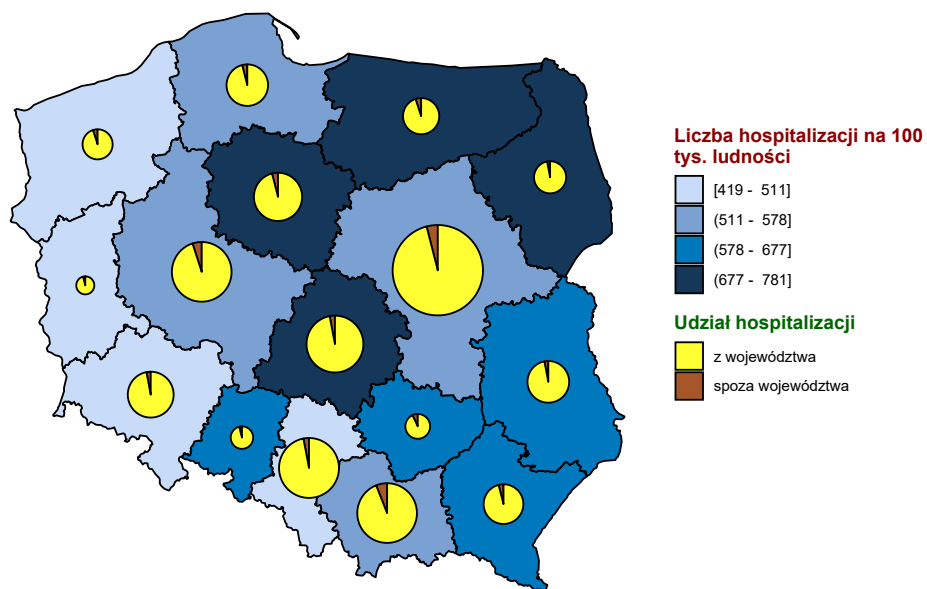 Liczba hospitalizacji na 100
tys. ludności
[419 - 511]
(511 - 578]
(578 - 677]
(677 - 781]
Udział hospitalizacji
z województwa
spoza województwa